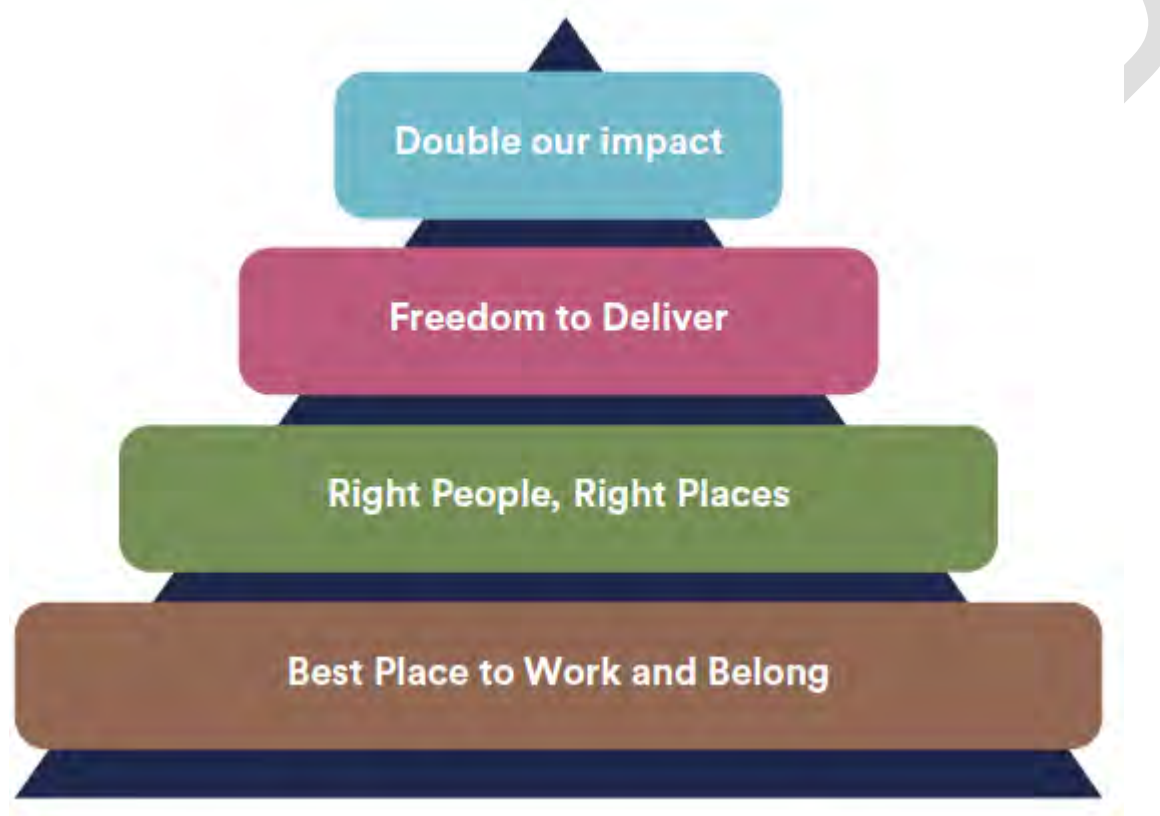 Double our impact
Freedom to Deliver
Right People, Right Places
Best Place to Work and Belong